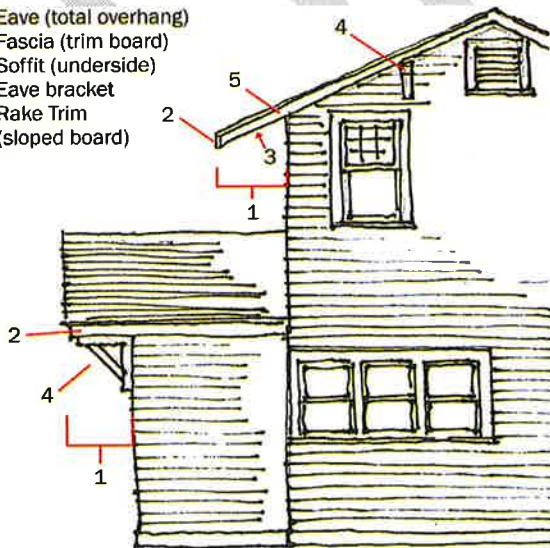 Eave (total overhang)
Fascia (trim board)
Soffit (underside)
Eave bracket
Rake Trim
(sloped board)
4
5
2
3
1
2
4
1